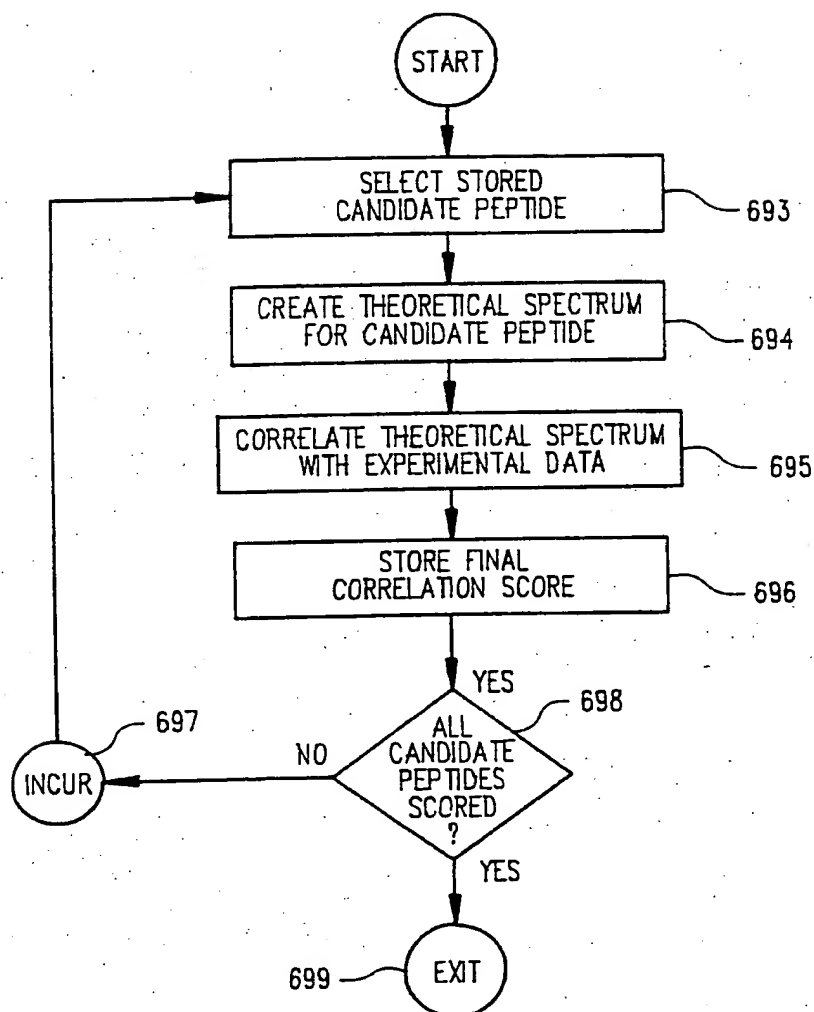 START
SELECT STORED
CANDIDATE PEPTIDE
693
CREATE THEORETICAL SPECTRUM
FOR CANDIDATE PEPTIDE
694
CORRELATE THEORETICAL SPECTRUM
WITH EXPERIMENTAL DATA
695
STORE FINAL
CORRELATION SCORE
696
YES
698
697
NO
ALL
CANDIDATE
PEPTIDES
SCORED
?
INCUR
YES
699
EXIT